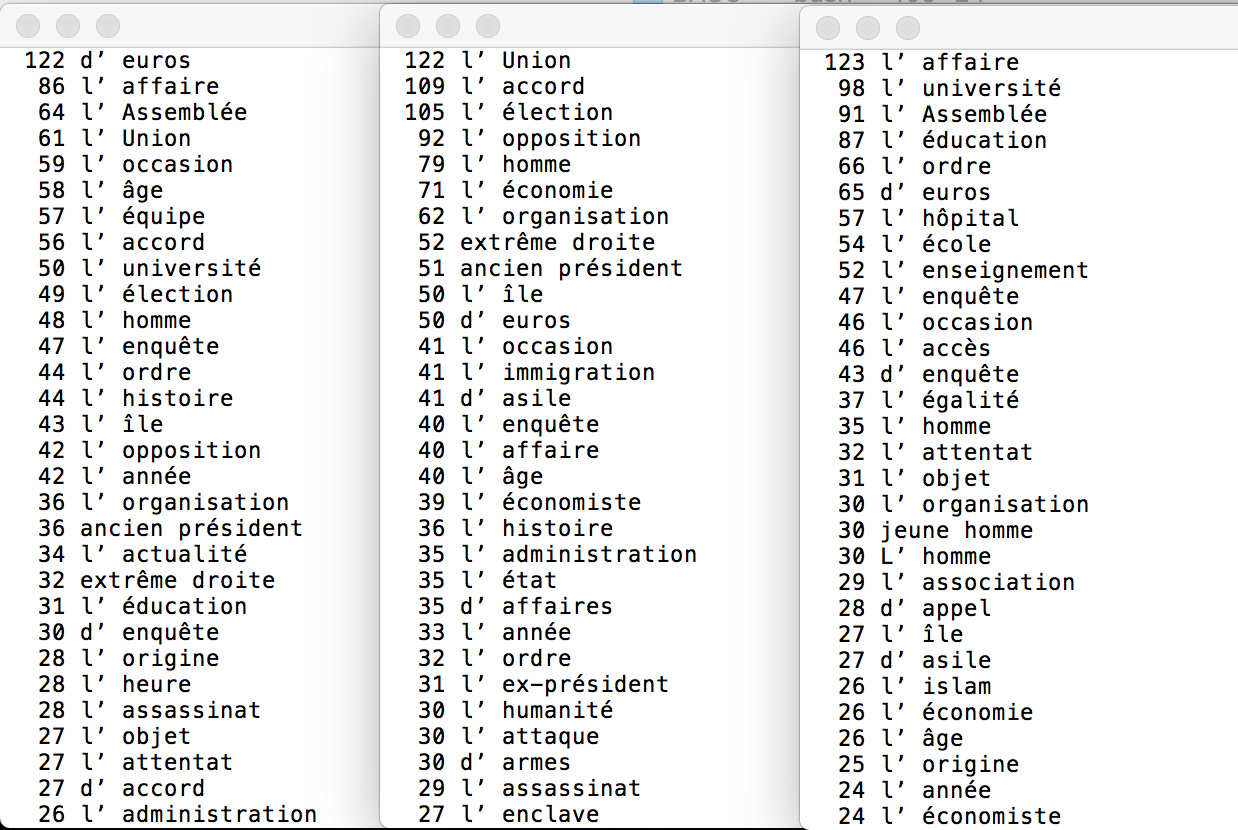 122 d’ euros
86 l’ affaire
64 l’ Assemblée
61 l’ Union
59 l’ occasion
58 l’ âge
57 l’ équipe
56 l’ accord
50 l’ université
49 l’ élection
48 l’ homme
47 l’ enquête
44 l’ ordre
44 l’ histoire
43 l’ île
42 l’ opposition
42 l’ année
36 l’ organisation
36 ancien président
34 l’ actualité
32 extrême droite
31 l’ éducation
30 d’ enquête
28 l’ origine
28 l’ heure
28 l’ assassinat
27 l’ objet
27 l’ attentat
27 d’ accord
26 l’ administration
122 l’ Union
109 l’ accord
105 l’ élection
92 l’ opposition
79 l’ homme
71 l’ économie
62 l’ organisation
52 extrême droite
51 ancien président
50 l’ île
50 d’ euros
41 l’ occasion
41 l’ immigration
41 d’ asile
40 l’ enquête
40 l’ affaire
40 l’ âge
39 l’ économiste
36 l’ histoire
35 l’ administration
35 l’ état
35 d’ affaires
33 l’ année
32 l’ ordre
31 l’ ex-président
30 l’ humanité
30 l’ attaque
30 d’ armes
29 l’ assassinat
27 l’ enclave
123 l’ affaire
98 l’ université
91 l’ Assemblée
87 l’ éducation
66 l’ ordre
65 d’ euros
57 l’ hôpital
54 l’ école
52 l’ enseignement
47 l’ enquête
46 l’ occasion
46 l’ accès
43 d’ enquête
37 l’ égalité
35 l’ homme
32 l’ attentat
31 l’ objet
30 l’ organisation
30 jeune homme
30 L’ homme
29 l’ association
28 d’ appel
27 l’ île
27 d’ asile
26 l’ islam
26 l’ économie
26 l’ âge
25 l’ origine
24 l’ année
24 l’ économiste